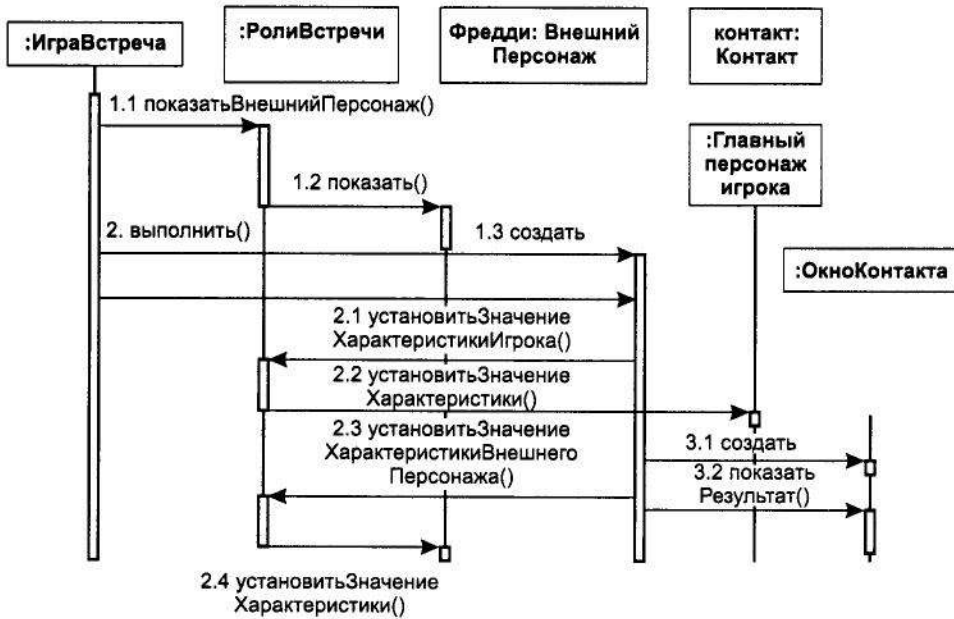 :ИграВстреча
:РолиВстречи
Фредди: Внешний
Персонаж
контакт:
Контакт
1.1 показатьВнешнийПерсонаж()
:Главный
персонаж
игрока
1.2 показать()
2. выполнить()
1.3 создать
:ОкноКонтакта
2.1 установитьЗначение
ХарактеристикиИгрока()
2.2 установитьЗначение
Характеристики()
2.3 установитьЗначение
ХарактеристикиВнешнего
Персонажа()
3.1 создать
3.2 показать
Результат()
2.4 установитьЗначение
Характеристики()